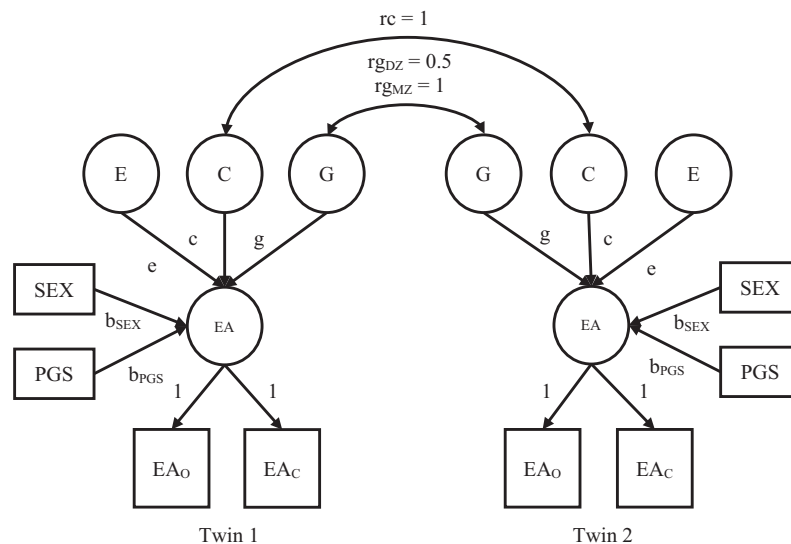 rc = 1
rgDZ = 0.5
rgMZ = 1
E C G G C E
e c g g c e
SEX EA EA SEX
bSEX bSEX
PGS PGS
bPGS bPGS
1 1 1 1
EAO EAC EAO EAC
Twin 1 Twin 2